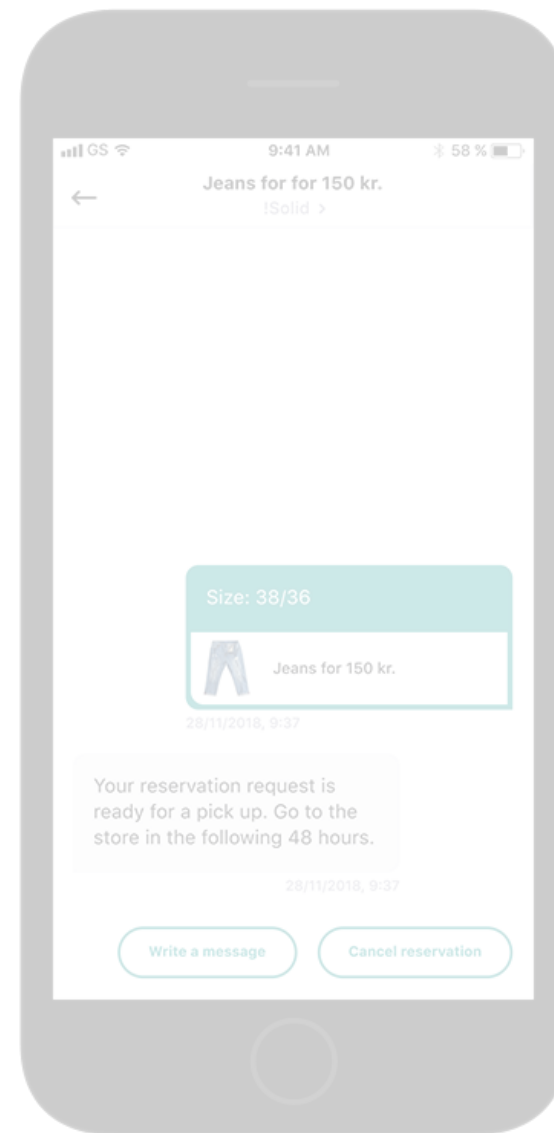 GS 9:41 AM 58 %
Jeans for for 150 kr.
!Solid >
Size: 38/36
Jeans for 150 kr.
28/11/2018, 9:37
Your reservation request is
ready for a pick up. Go to the
store in the following 48 hours.
28/11/2018, 9:37
Write a message Cancel reservation